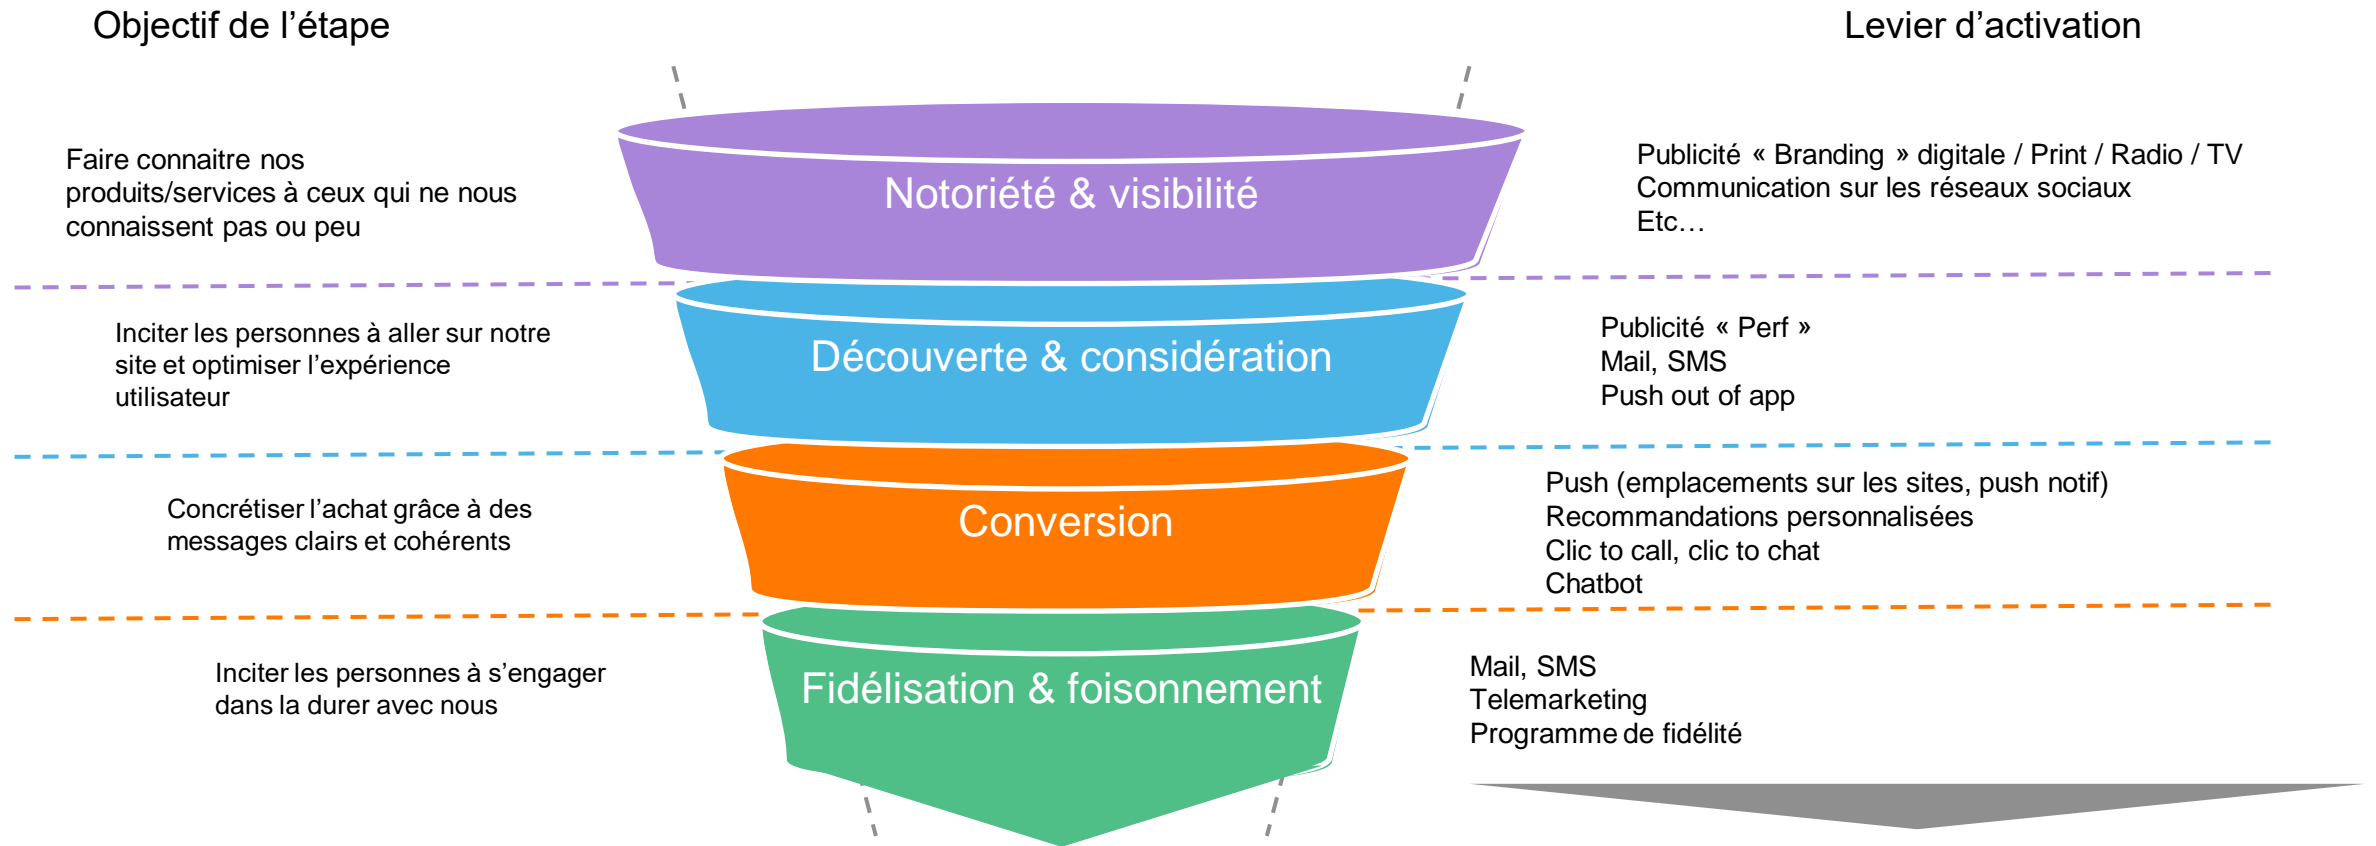 Objectif de l’étape
Levier d’activation
Faire connaitre nos
produits/services à ceux qui ne nous
connaissent pas ou peu
Notoriété & visibilité
Publicité « Branding » digitale / Print / Radio / TV
Communication sur les réseaux sociaux
Etc…
Inciter les personnes à aller sur notre
site et optimiser l’expérience
utilisateur
Découverte & considération
Publicité « Perf »
Mail, SMS
Push out of app
Concrétiser l’achat grâce à des
messages clairs et cohérents
Conversion
Push (emplacements sur les sites, push notif)
Recommandations personnalisées
Clic to call, clic to chat
Chatbot
Inciter les personnes à s’engager
dans la durer avec nous
Fidélisation & foisonnement
Mail, SMS
Telemarketing
Programme de fidélité